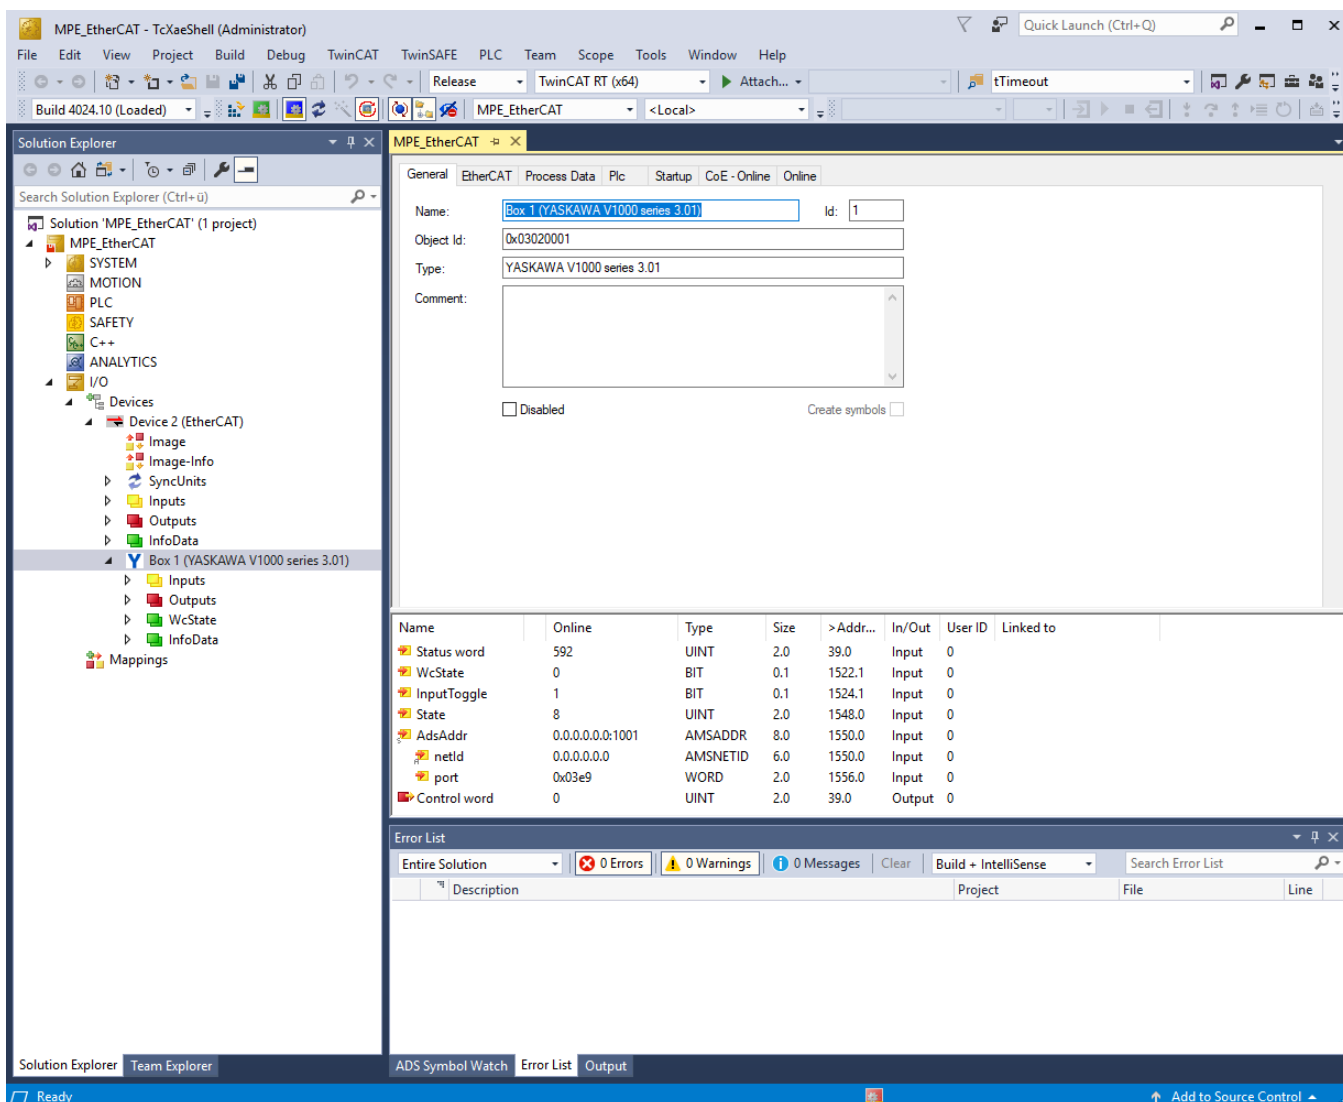 MPE_EtherCAT - TcXaeShell (Administrator)
Quick Launch (Ctrl+Q)
File Edit View Project Build Debug TwinCAT TwinSAFE PLC Team Scope Tools Window Help
Release TwinCAT RT (x64) Attach... tTimeout
Build 4024.10 (Loaded) MPE_EtherCAT <Local>
Solution Explorer
Search Solution Explorer (Ctrl+ü)
Solution 'MPE_EtherCAT' (1 project)
MPE_EtherCAT
SYSTEM
MOTION
PLC
SAFETY
C++
ANALYTICS
I/O
Devices
Device 2 (EtherCAT)
Image
Image-Info
SyncUnits
Inputs
Outputs
InfoData
Box 1 (YASKAWA V1000 series 3.01)
Inputs
Outputs
WcState
InfoData
Mappings
Solution Explorer Team Explorer
MPE_EtherCAT
General EtherCAT Process Data Plc Startup CoE - Online Online
Name: Box 1 (YASKAWA V1000 series 3.01) Id: 1
Object Id: 0x03020001
Type: YASKAWA V1000 series 3.01
Comment:
Disabled Create symbols
Name Online Type Size >Addr... In/Out User ID Linked to
Status word 592 UINT 2.0 39.0 Input 0
WcState 0 BIT 0.1 1522.1 Input 0
InputToggle 1 BIT 0.1 1524.1 Input 0
State 8 UINT 2.0 1548.0 Input 0
AdsAddr 0.0.0.0.0.0:1001 AMSADDR 8.0 1550.0 Input 0
netId 0.0.0.0.0.0 AMSNETID 6.0 1550.0 Input 0
port 0x03e9 WORD 2.0 1556.0 Input 0
Control word 0 UINT 2.0 39.0 Output 0
Error List
Entire Solution 0 Errors 0 Warnings 0 Messages Clear Build + IntelliSense Search Error List
Description Project File Line
ADS Symbol Watch Error List Output
Ready Add to Source Control